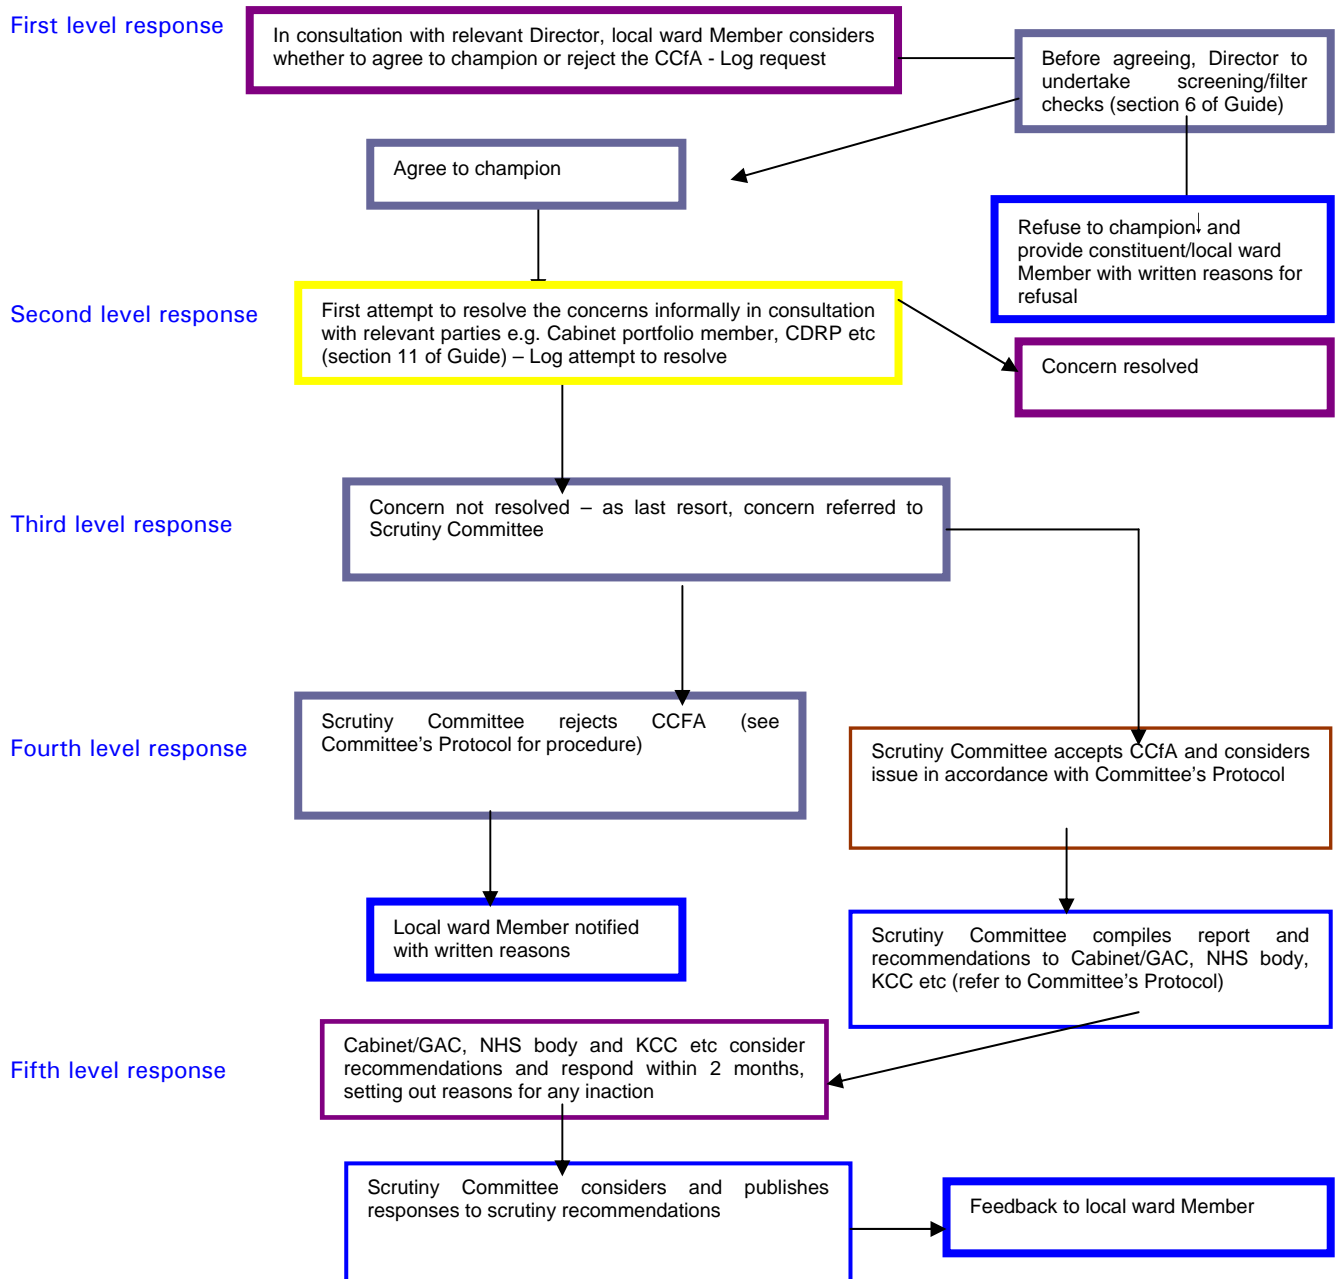 First level response
In consultation with relevant Director, local ward Member considers
whether to agree to champion or reject the CCfA - Log request
Before agreeing, Director to
undertake screening/filter
checks (section 6 of Guide)
Agree to champion
Refuse to champion and
provide constituent/local ward
Member with written reasons for
refusal
Second level response
First attempt to resolve the concerns informally in consultation
with relevant parties e.g. Cabinet portfolio member, CDRP etc
(section 11 of Guide) – Log attempt to resolve
Concern resolved
Third level response
Concern not resolved – as last resort, concern referred to
Scrutiny Committee
Fourth level response
Scrutiny Committee rejects CCFA (see
Committee's Protocol for procedure)
Scrutiny Committee accepts CCfA and considers
issue in accordance with Committee's Protocol
Local ward Member notified
with written reasons
Scrutiny Committee compiles report and
recommendations to Cabinet/GAC, NHS body,
KCC etc (refer to Committee's Protocol)
Fifth level response
Cabinet/GAC, NHS body and KCC etc consider
recommendations and respond within 2 months,
setting out reasons for any inaction
Scrutiny Committee considers and publishes
responses to scrutiny recommendations
Feedback to local ward Member